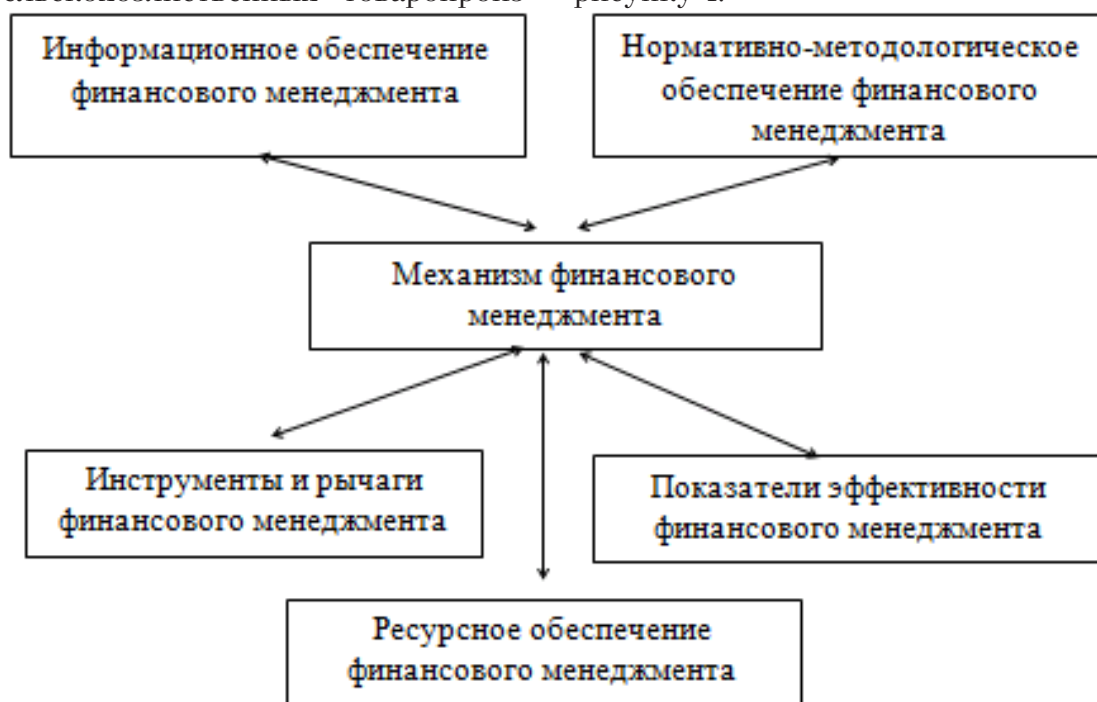 рисунку
Информационное обеспечение
финансового менеджмента
Нормативно-методологическое
обеспечение финансового
менеджмента
Механизм финансового
менеджмента
Инструменты и рычаги
финансового менеджмента
Показатели эффективности
финансового менеджмента
Ресурсное обеспечение
финансового менеджмента